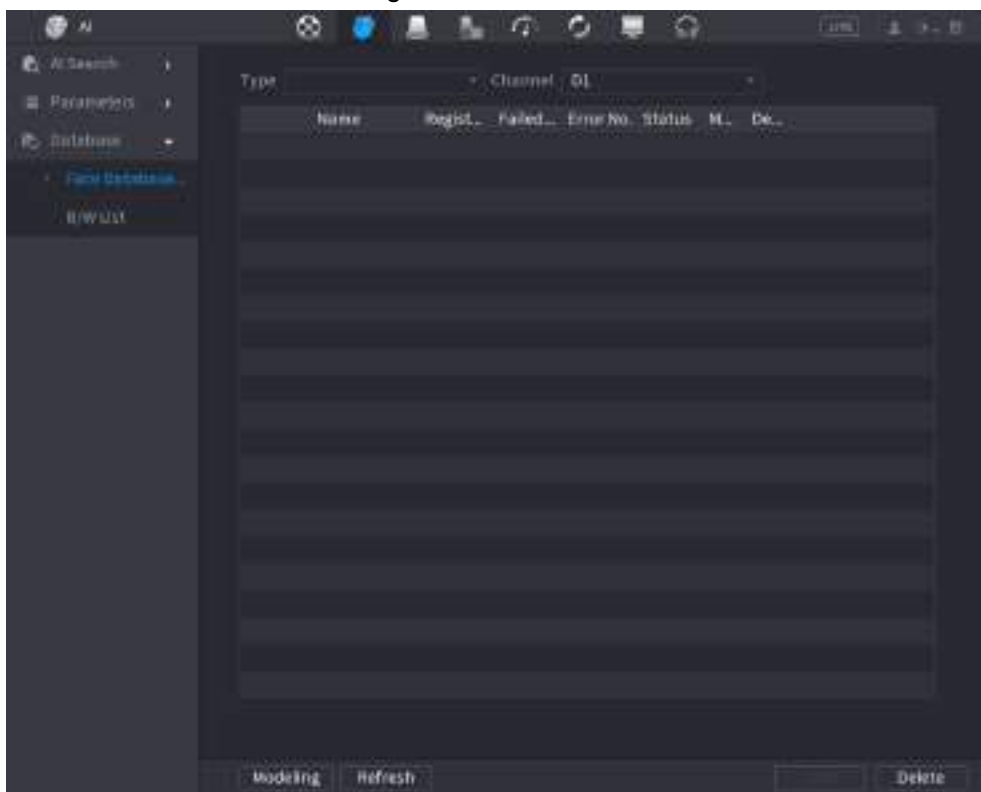 AI LIVE
AI Search
Type Channel D1
Parameters
Name Regist... Failed... Error No. Status M... De...
Database
Face Database...
B/W List
Modeling Refresh Delete